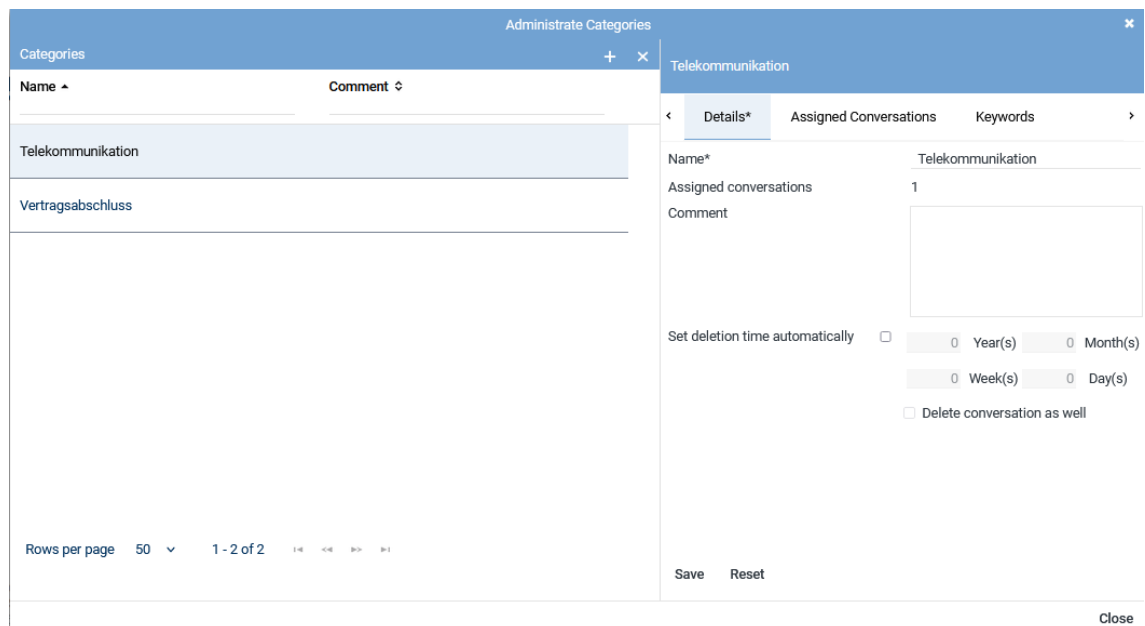 Administrate Categories
Categories
Name
Comment
Telekommunikation
Vertragsabschluss
Rows per page 50 1 - 2 of 2
Telekommunikation
Details* Assigned Conversations Keywords
Name* Telekommunikation
Assigned conversations 1
Comment
Set deletion time automatically 0 Year(s) 0 Month(s)
0 Week(s) 0 Day(s)
Delete conversation as well
Save Reset
Close